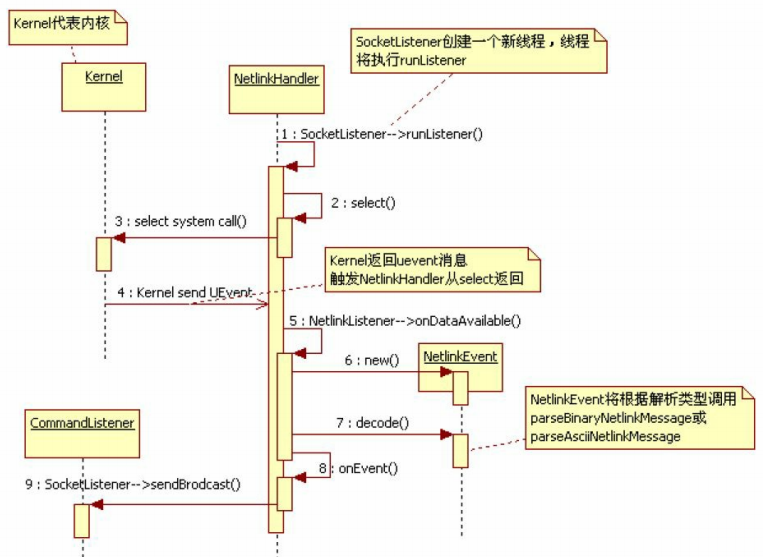 Kernel代表内核
SocketListener创建一个新线程，线程
将执行runListener
Kernel
NetlinkHandler
1 : SocketListener-->runListener()
2 : select()
3 : select system call()
Kernel返回uevent消息
触发NetlinkHandler从select返回
4 : Kernel send UEvent
5 : NetlinkListener-->onDataAvailable()
6 : new()
NetlinkEvent
NetlinkEvent将根据解析类型调用
parseBinaryNetlinkMessage或
parseAsciiNetlinkMessage
CommandListener
7 : decode()
8 : onEvent()
9 : SocketListener-->sendBrodcast()